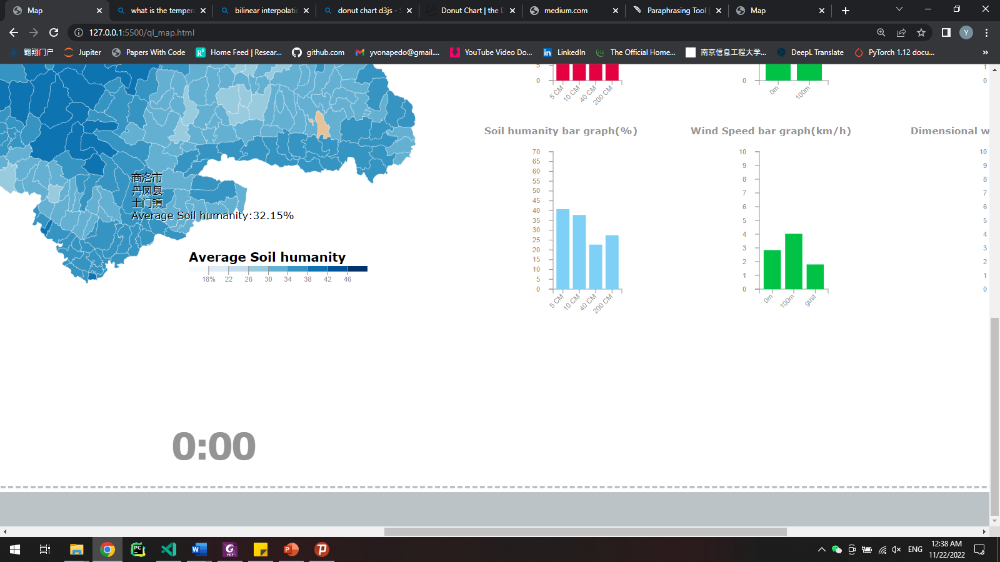 Map
what is the tempera
bilinear interpolatio
donut chart d3js - S
Donut Chart | the D
medium.com
Paraphrasing Tool |
Map
127.0.0.1:5500/ql_map.html
Y
翱翔门户
Jupiter
Papers With Code
Home Feed | Resear...
github.com
yvonapedo@gmail....
YouTube Video Do...
LinkedIn
The Official Home...
南京信息工程大学...
DeepL Translate
PyTorch 1.12 docu...
»
5
0
5 CM
10 CM
40 CM
200 CM
0
0m
100m
1
0
Soil humanity bar graph(%)
70
65
60
55
50
45
40
35
30
25
20
15
10
5
0
5 CM
10 CM
40 CM
200 CM
Wind Speed bar graph(km/h)
10
9
8
7
6
5
4
3
2
1
0
0m
100m
gust
Dimensional w
10
9
8
7
6
5
4
3
2
1
0
商洛市
丹凤县
土门镇
Average Soil humanity:32.15%
Average Soil humanity
18% 22 26 30 34 38 42 46
0:00
ENG
12:38 AM
11/22/2022